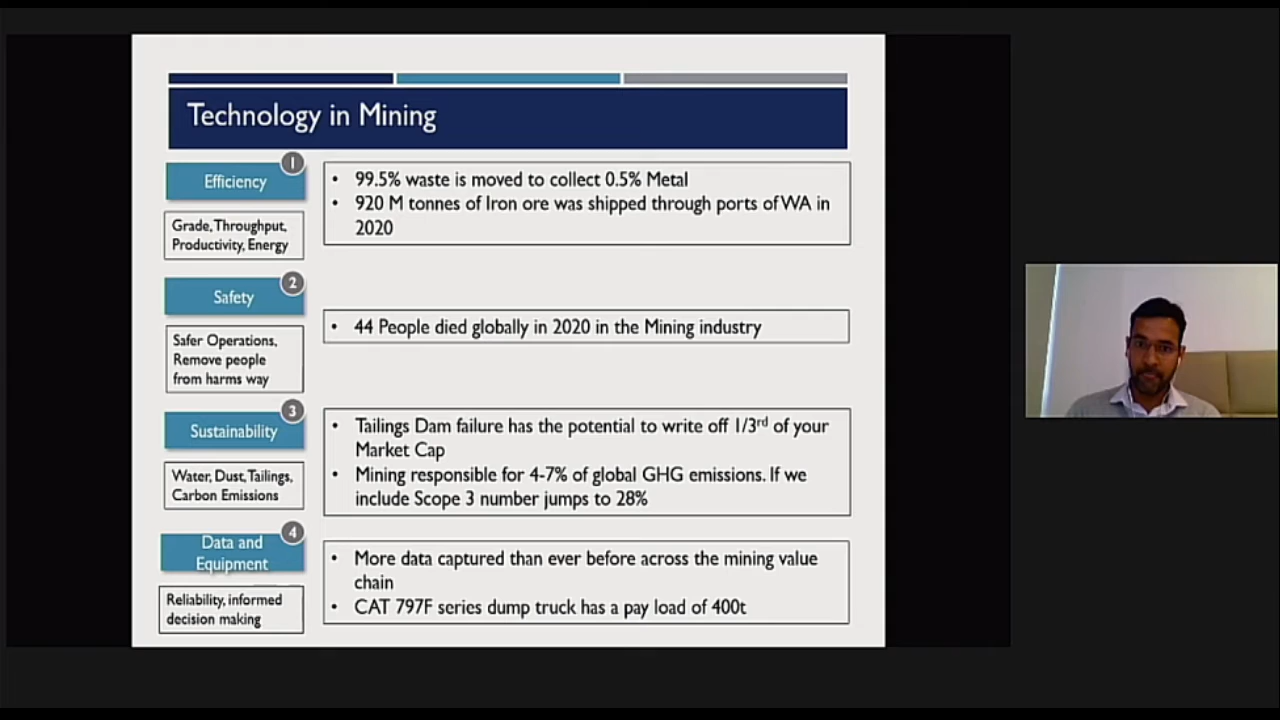 Technology in Mining
1
Efficiency
Grade, Throughput,
Productivity, Energy
• 99.5% waste is moved to collect 0.5% Metal
• 920 M tonnes of Iron ore was shipped through ports of WA in
2020
2
Safety
Safer Operations,
Remove people
from harms way
• 44 People died globally in 2020 in the Mining industry
3
Sustainability
Water, Dust, Tailings,
Carbon Emissions
• Tailings Dam failure has the potential to write off 1/3rd of your
Market Cap
• Mining responsible for 4-7% of global GHG emissions. If we
include Scope 3 number jumps to 28%
4
Data and
Equipment
Reliability, informed
decision making
• More data captured than ever before across the mining value
chain
• CAT 797F series dump truck has a pay load of 400t